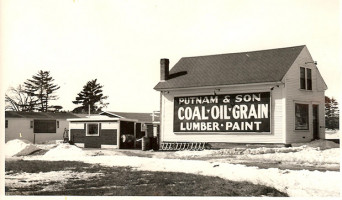 PUTNAM & SON
COAL·OIL·GRAIN
LUMBER·PAINT